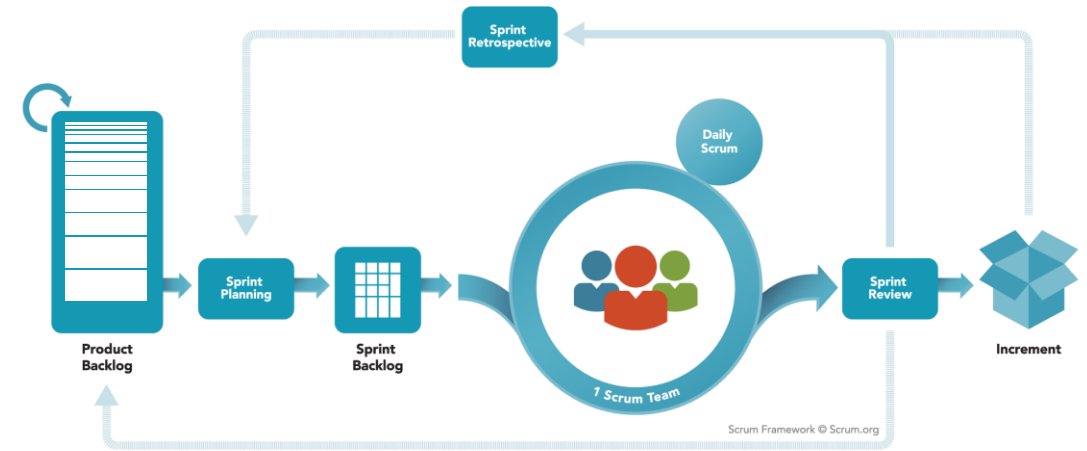 Sprint
Retrospective
Daily
Scrum
Sprint
Planning
Sprint
Review
Product
Backlog
Sprint
Backlog
1 Scrum Team
Increment
Scrum Framework © Scrum.org